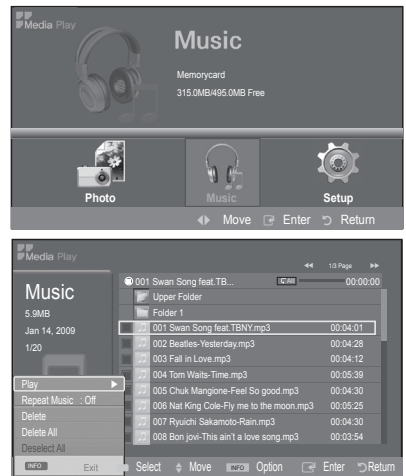 Media Play
Music
Memorycard
315.0MB/495.0MB Free
Photo
Music
Setup
Move Enter Return
Media Play
1/3 Page
001 Swan Song feat.TB... All 00:00:00
Music
5.9MB
Jan 14, 2009
1/20
Upper Folder
Folder 1
001 Swan Song feat.TBNY.mp3 00:04:01
002 Beatles-Yesterday.mp3 00:04:28
003 Fall in Love.mp3 00:04:12
004 Tom Waits-Time.mp3 00:05:39
005 Chuk Mangione-Feel So good.mp3 00:04:30
006 Nat King Cole-Fly me to the moon.mp3 00:05:25
007 Ryuichi Sakamoto-Rain.mp3 00:04:30
008 Bon jovi-This ain't a love song.mp3 00:03:54
Play
Repeat Music : Off
Delete
Delete All
Deselect All
INFO Exit
Select Move INFO Option Enter Return